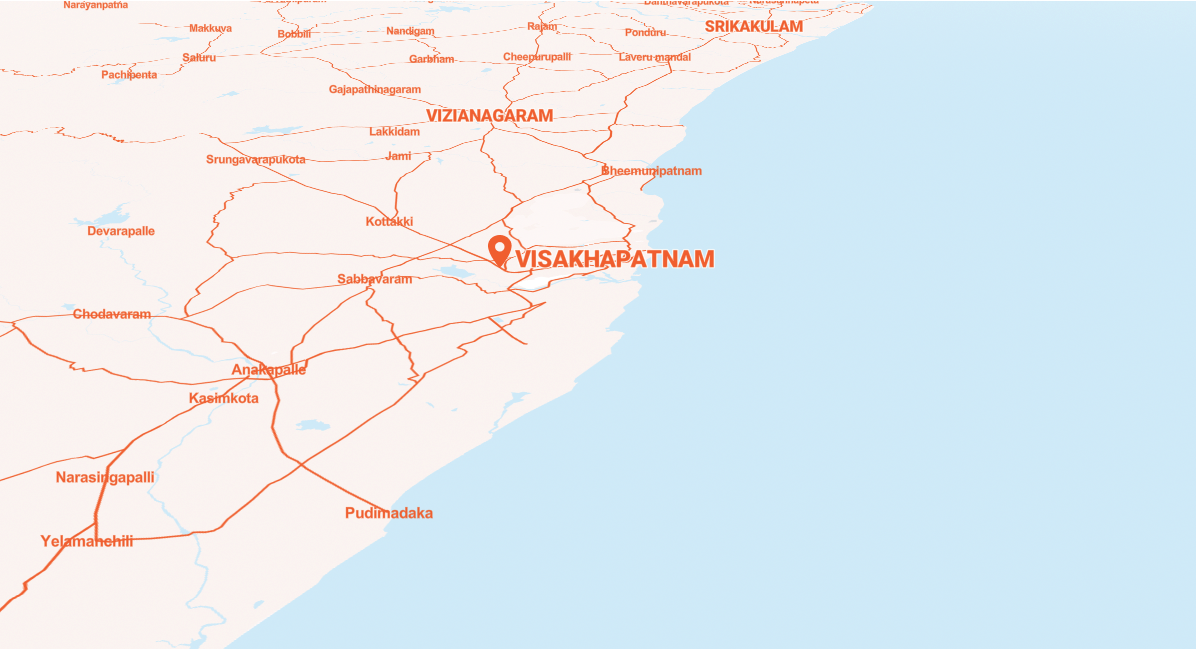 Narayanpatna
Makkuva
Bobbili
Nandigam
Rajam
Ponduru
SRIKAKULAM
Saluru
Garbham
Cheepurupalli
Laveru mandal
Pachipenta
Gajapathinagaram
VIZIANAGARAM
Lakkidam
Srungavarapukota
Jami
Bheemunipatnam
Kottakki
Devarapalle
VISAKHAPATNAM
Sabbavaram
Chodavaram
Anakapalle
Kasimkota
Narasingapalli
Pudimadaka
Yelamanchili